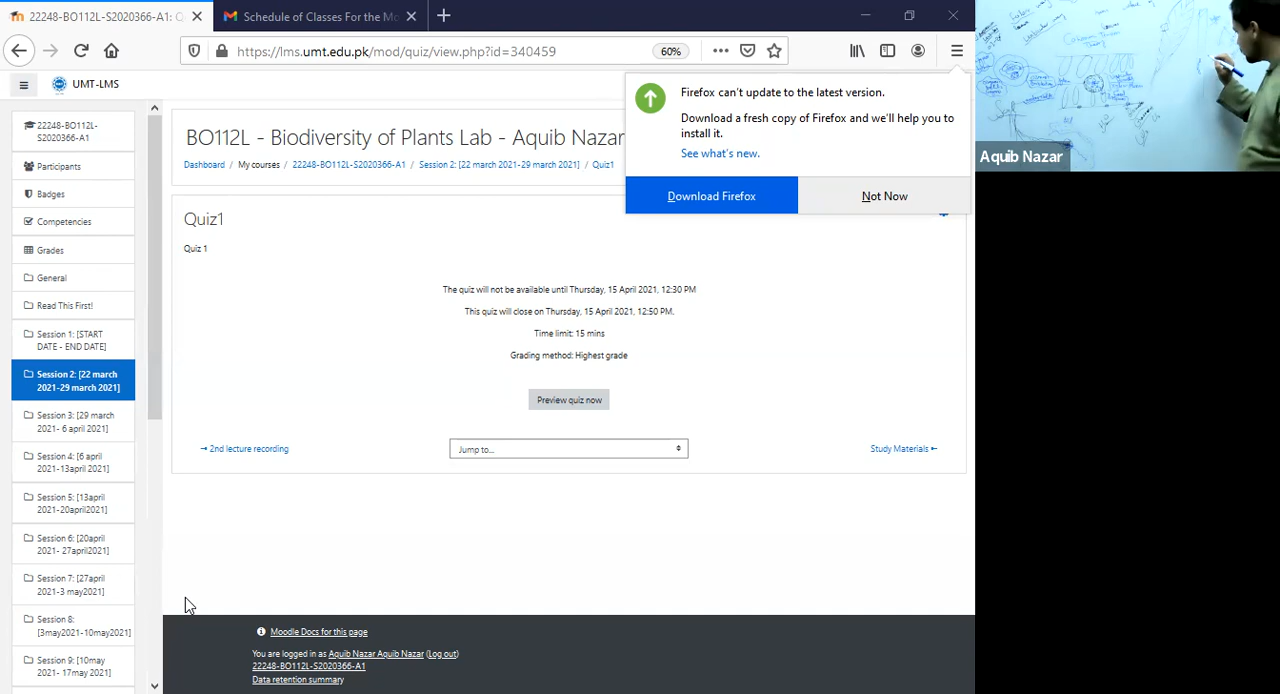 22248-BO112L-S2020366-A1: Q
Schedule of Classes For the Mo
https://lms.umt.edu.pk/mod/quiz/view.php?id=340459
60%
UMT-LMS
Firefox can't update to the latest version.
Download a fresh copy of Firefox and we'll help you to
install it.
See what's new.
Download Firefox
Not Now
Aquib Nazar
22248-BO112L-
S2020366-A1
Participants
Badges
Competencies
Grades
General
Read This First!
Session 1: [START
DATE - END DATE]
Session 2: [22 march
2021-29 march 2021]
Session 3: [29 march
2021- 6 april 2021]
Session 4: [6 april
2021-13april 2021]
Session 5: [13april
2021-20april2021]
Session 6: [20april
2021- 27april2021]
Session 7: [27april
2021-3 may2021]
Session 8:
[3may2021-10may2021]
Session 9: [10may
2021- 17may 2021]
BO112L - Biodiversity of Plants Lab - Aquib Nazar
Dashboard / My courses / 22248-BO112L-S2020366-A1 / Session 2: [22 march 2021-29 march 2021] / Quiz1
Quiz1
Quiz 1
The quiz will not be available until Thursday, 15 April 2021, 12:30 PM
This quiz will close on Thursday, 15 April 2021, 12:50 PM.
Time limit: 15 mins
Grading method: Highest grade
Preview quiz now
2nd lecture recording
Jump to...
Study Materials
Moodle Docs for this page
You are logged in as Aquib Nazar Aquib Nazar (Log out)
22248-BO112L-S2020366-A1
Data retention summary